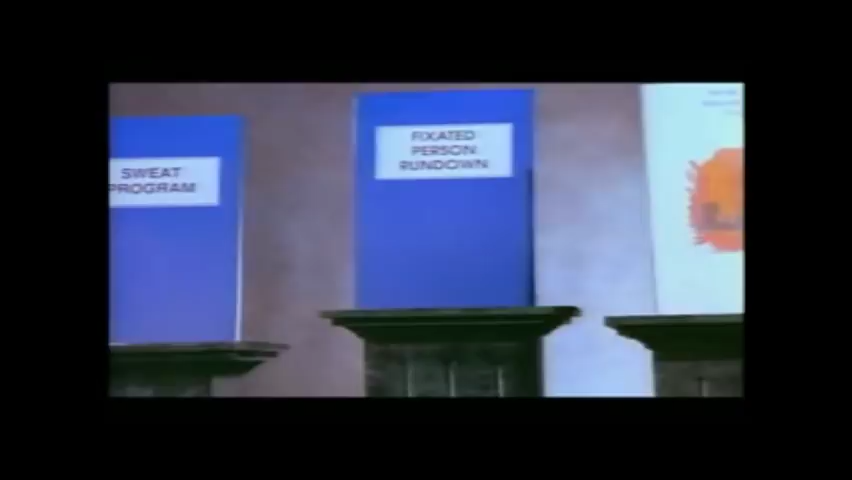 SWEAT
PROGRAM
FIXATED
PERSON
RUNDOWN